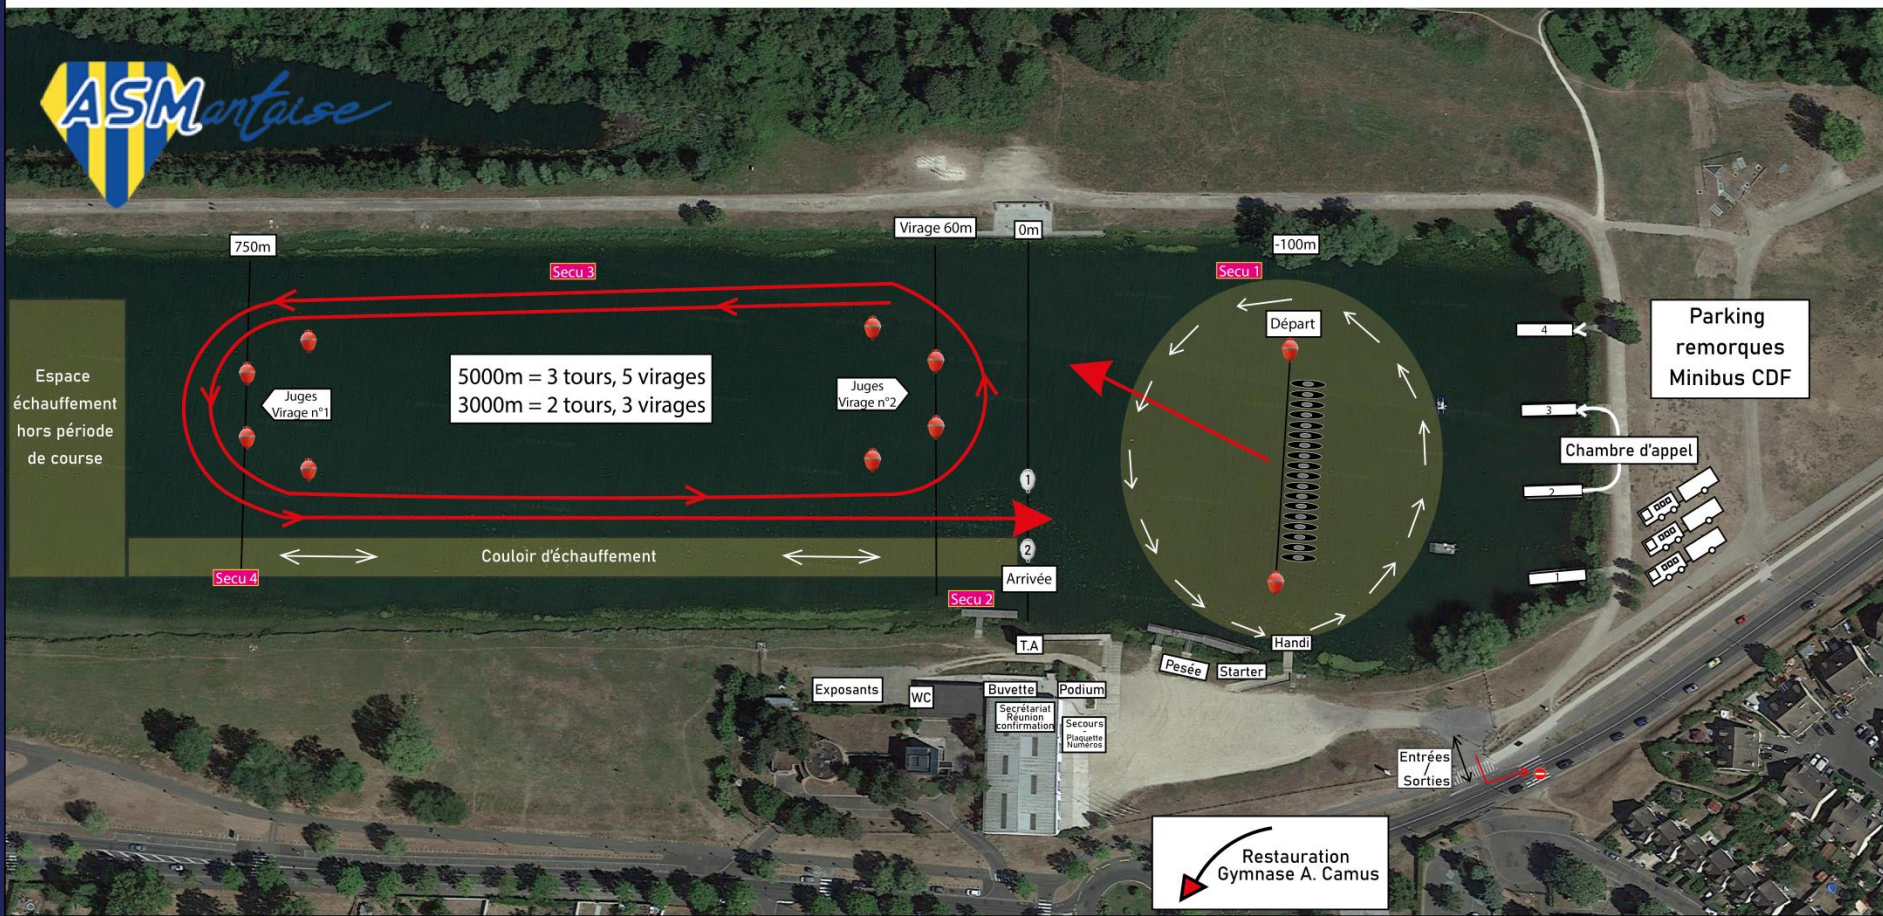 ASMantaise
750m
Virage 60m
0m
-100m
Secu 3
Secu 1
Départ
Espace
échauffement
hors période
de course
Juges
Virage n°1
5000m = 3 tours, 5 virages
3000m = 2 tours, 3 virages
Juges
Virage n°2
4
3
2
1
Parking
remorques
Minibus CDF
Chambre d'appel
1
2
Arrivée
Couloir d'échauffement
Secu 4
Secu 2
T.A
Handi
Pesée
Starter
Exposants
WC
Buvette
Podium
Secrétariat
Réunion
confirmation
Secours
-
Plaquette
Numéros
Entrées
/
Sorties
Restauration
Gymnase A. Camus